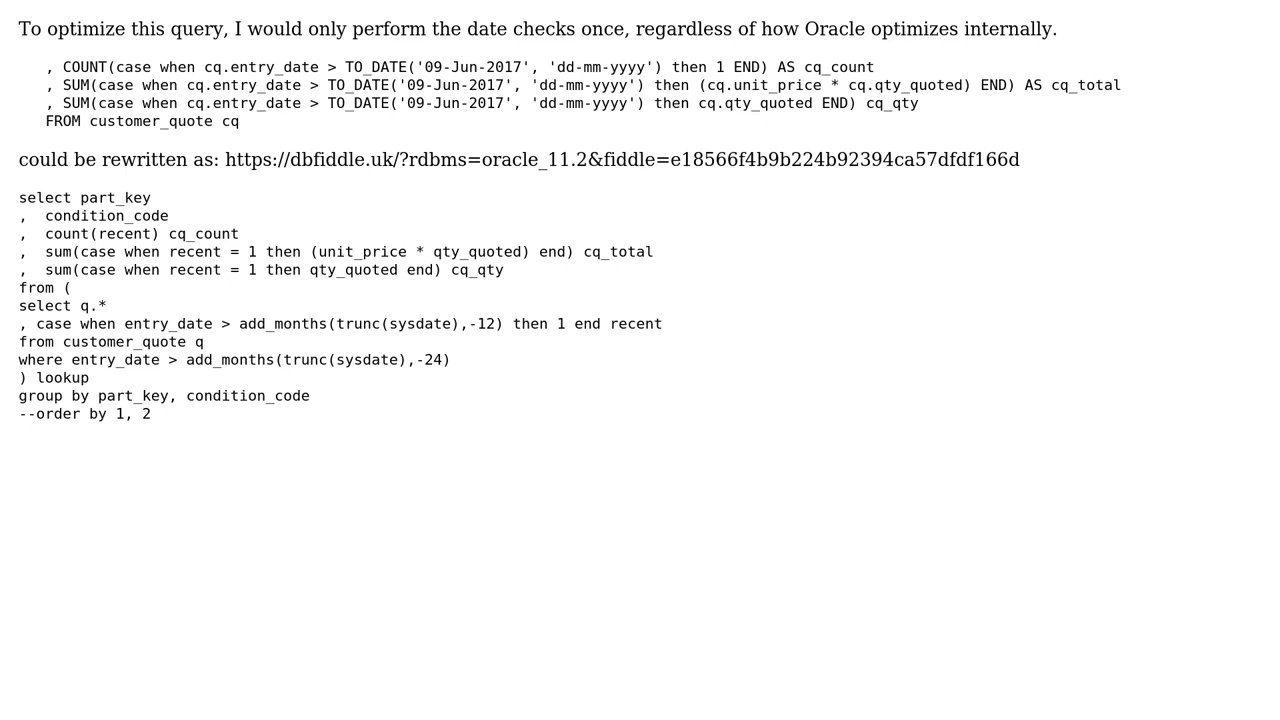 To optimize this query, I would only perform the date checks once, regardless of how Oracle optimizes internally.
, COUNT(case when cq.entry_date > TO_DATE('09-Jun-2017', 'dd-mm-yyyy') then 1 END) AS cq_count
, SUM(case when cq.entry_date > TO_DATE('09-Jun-2017', 'dd-mm-yyyy') then (cq.unit_price * cq.qty_quoted) END) AS cq_total
, SUM(case when cq.entry_date > TO_DATE('09-Jun-2017', 'dd-mm-yyyy') then cq.qty_quoted END) cq_qty
FROM customer_quote cq
could be rewritten as: https://dbfiddle.uk/?rdbms=oracle_11.2&fiddle=e18566f4b9b224b92394ca57dfdf166d
select part_key
,  condition_code
,  count(recent) cq_count
,  sum(case when recent = 1 then (unit_price * qty_quoted) end) cq_total
,  sum(case when recent = 1 then qty_quoted end) cq_qty
from (
select q.*
, case when entry_date > add_months(trunc(sysdate),-12) then 1 end recent
from customer_quote q
where entry_date > add_months(trunc(sysdate),-24)
) lookup
group by part_key, condition_code
--order by 1, 2